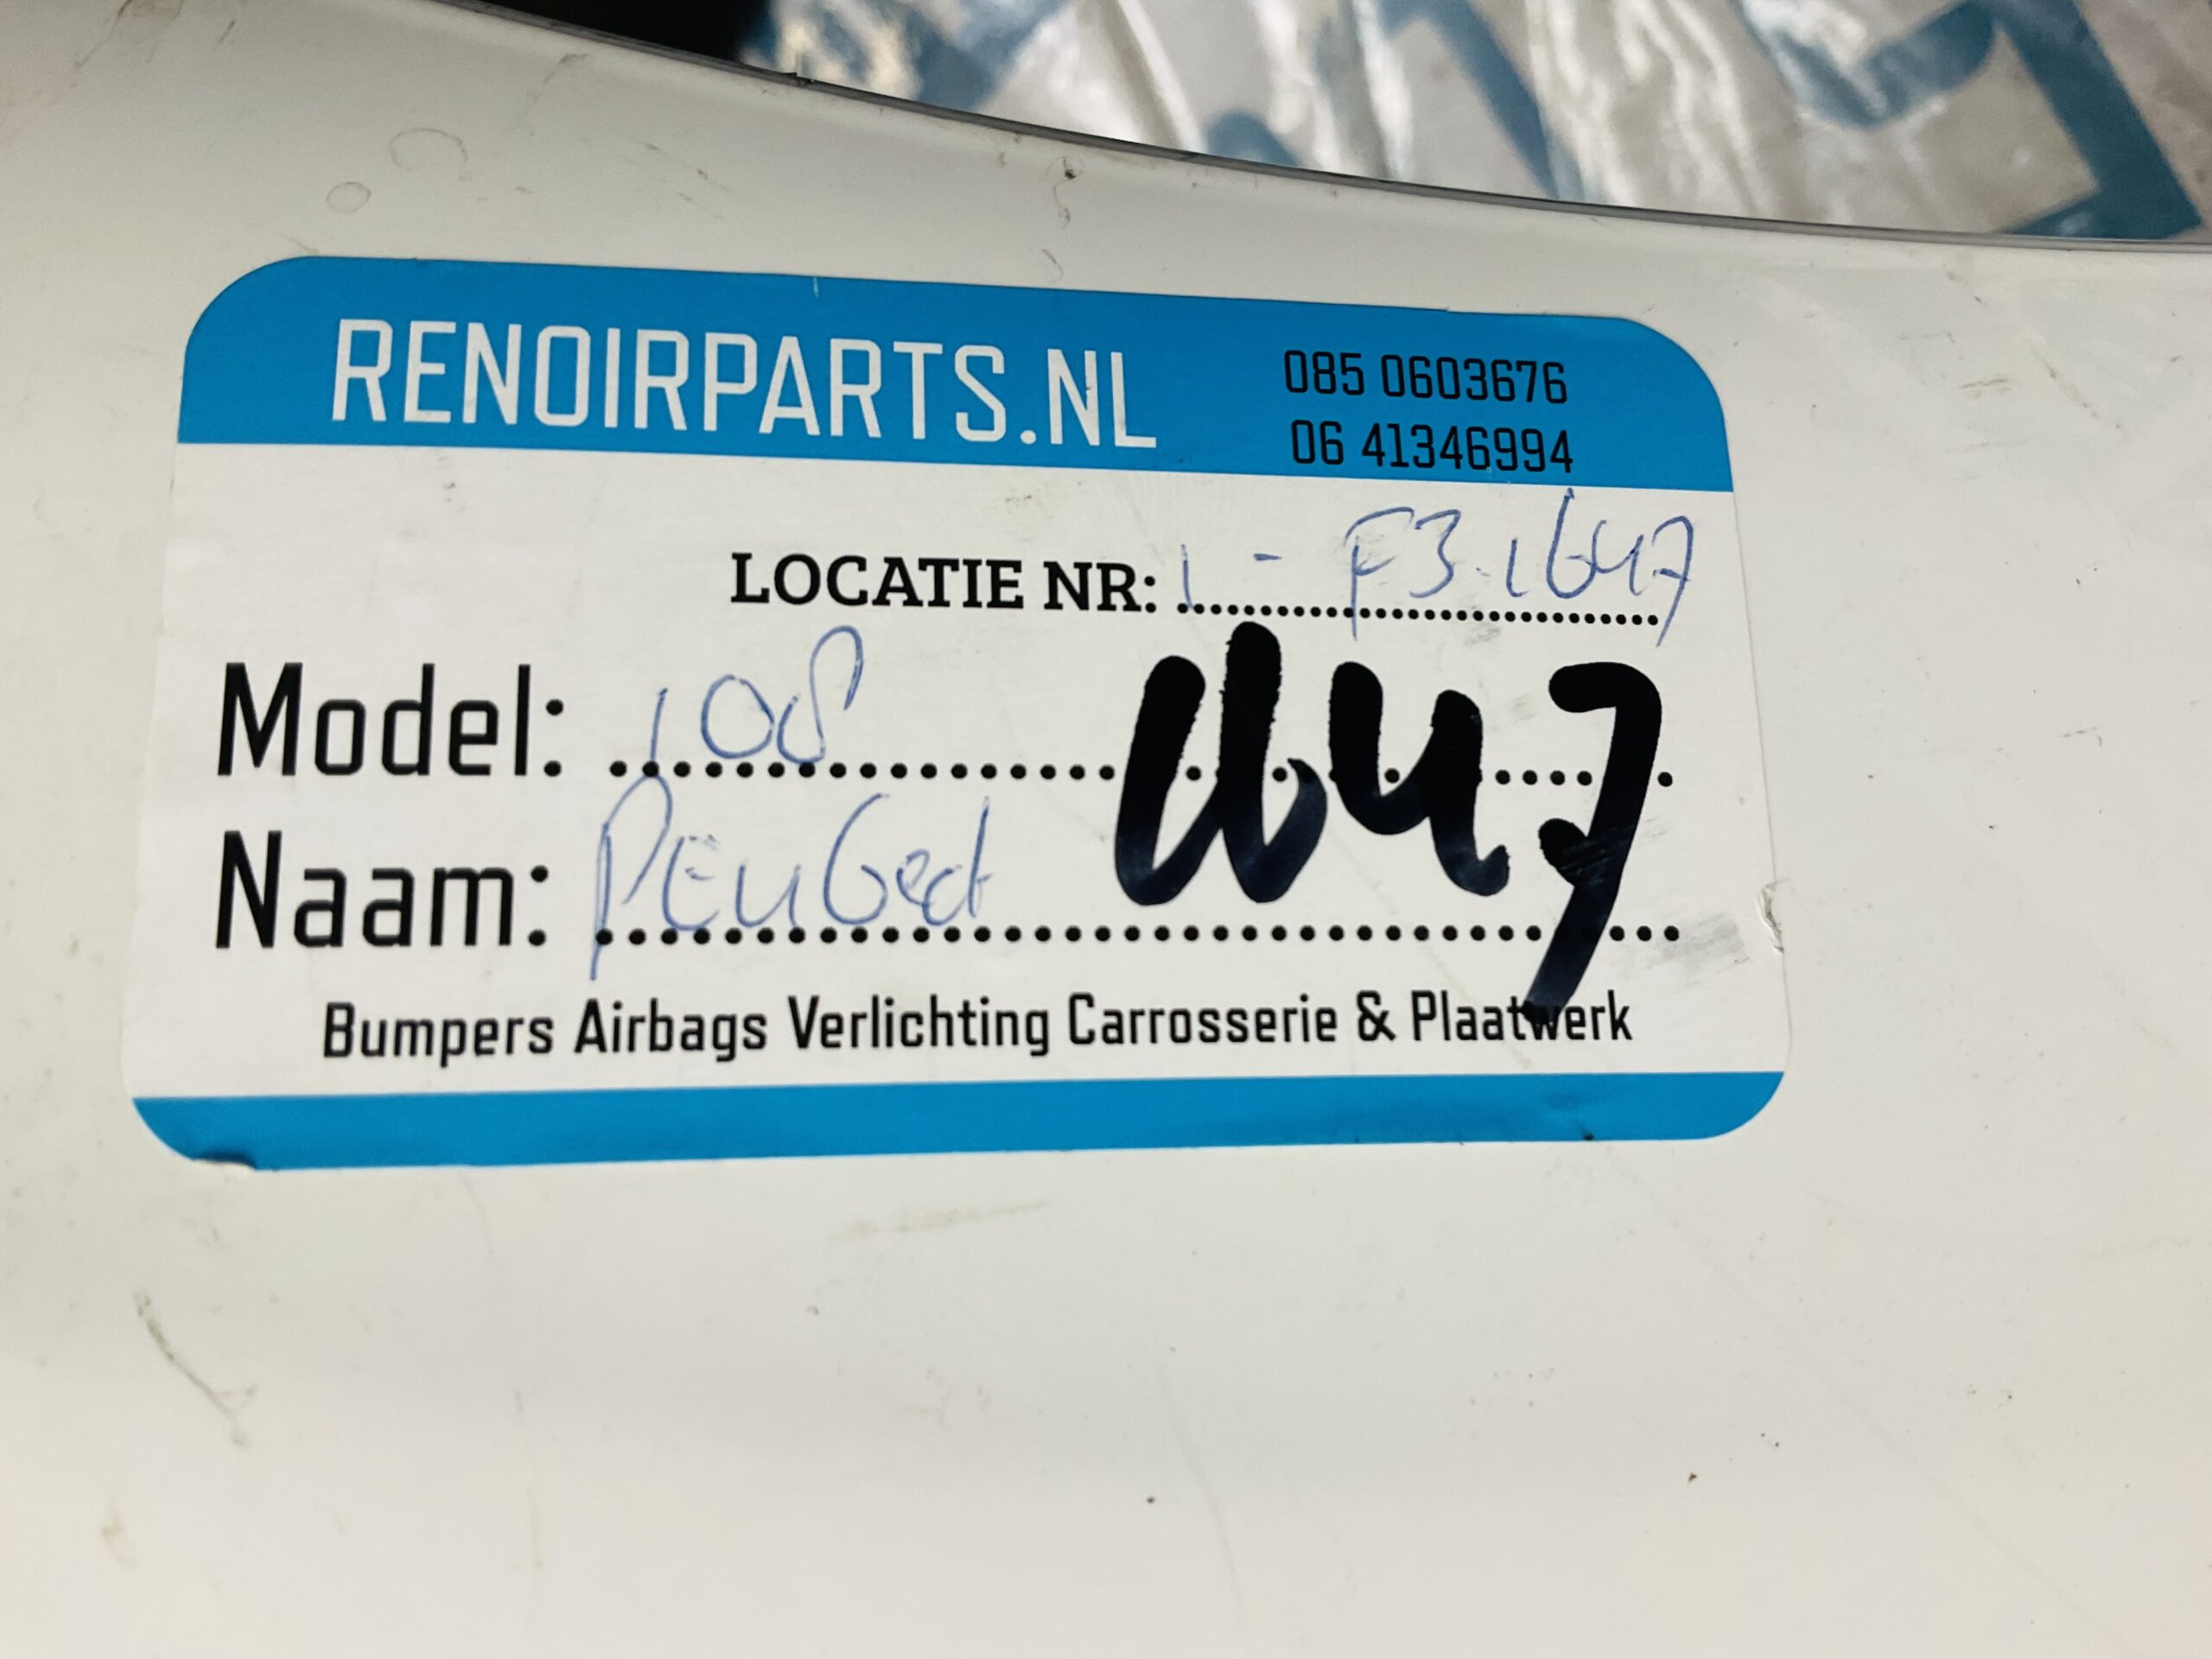 RENOIRPARTS.NL
085 0603676
06 41346994
LOCATIE NR: 1 - F3.1647
Model: 108
1647
Naam: PEuGeot
Bumpers Airbags Verlichting Carrosserie & Plaatwerk